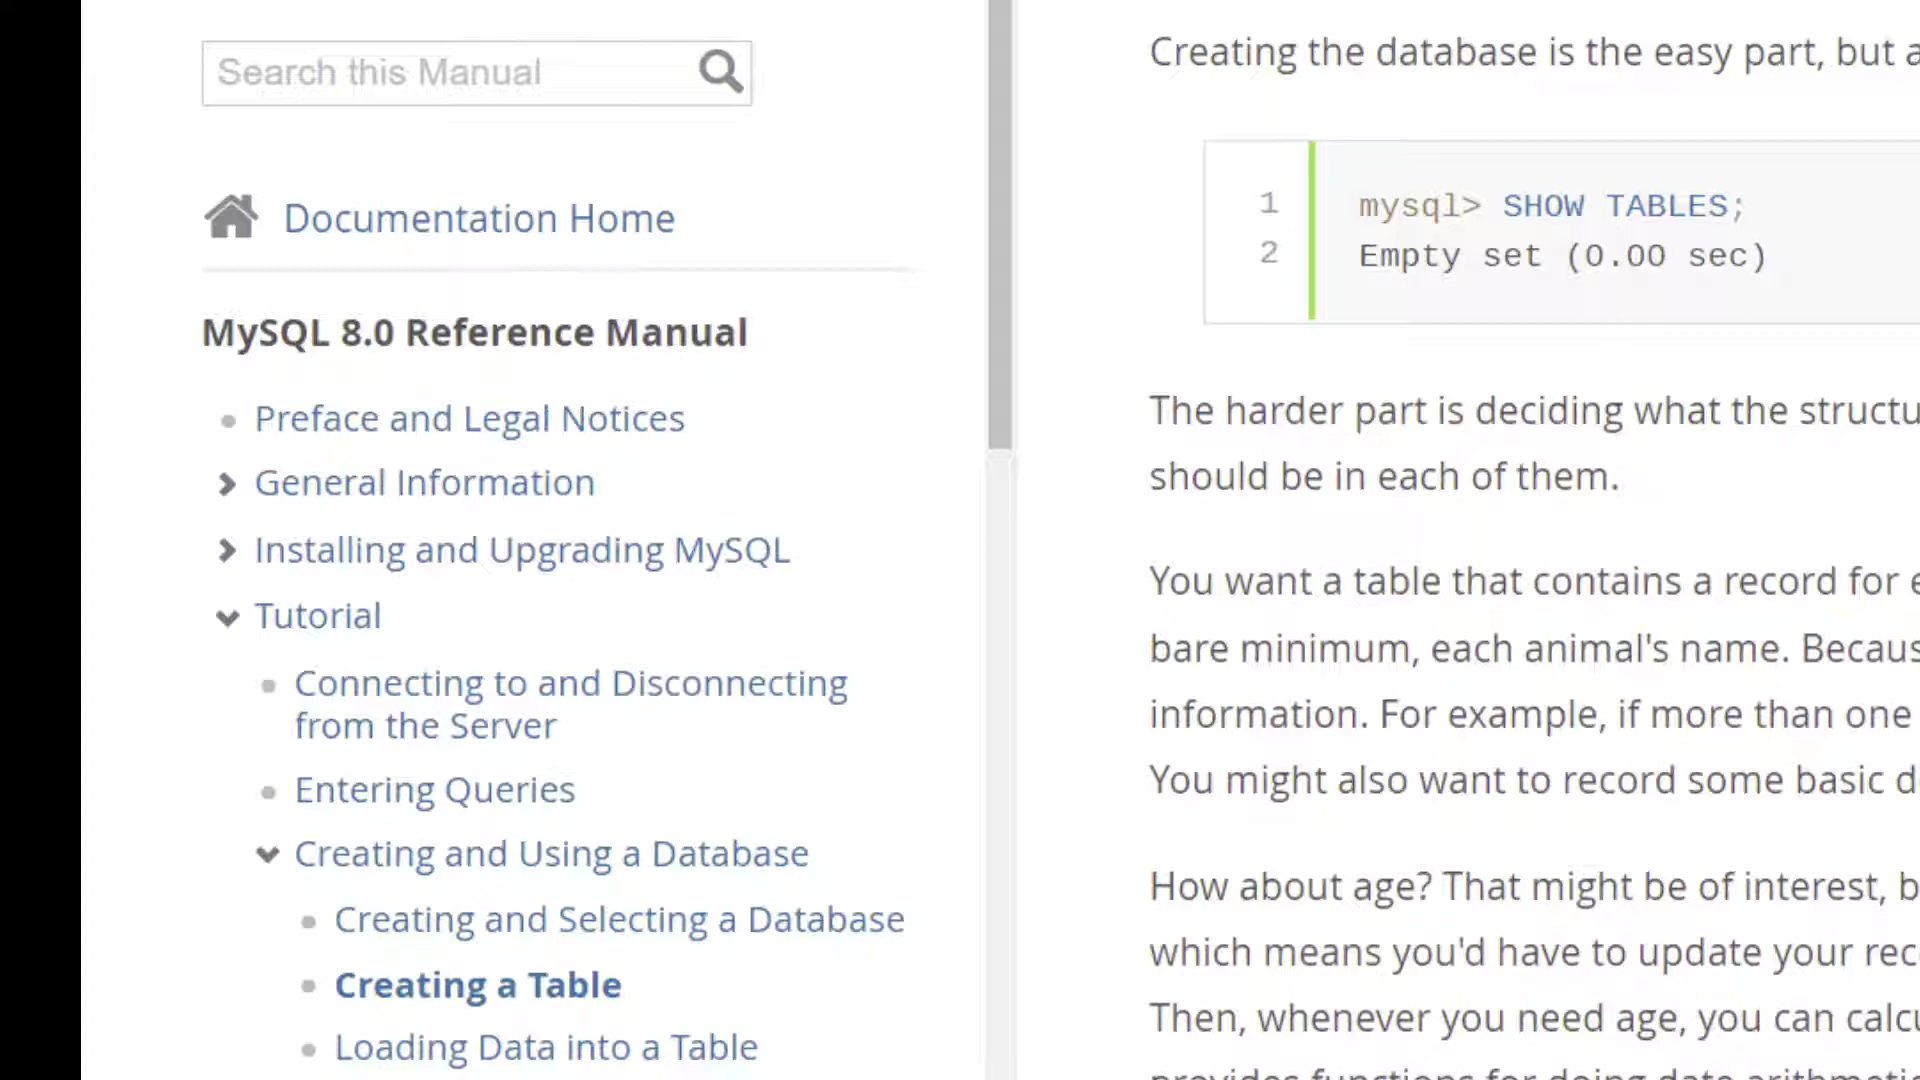 Search this Manual
Documentation Home
MySQL 8.0 Reference Manual
Preface and Legal Notices
General Information
Installing and Upgrading MySQL
Tutorial
Connecting to and Disconnecting
from the Server
Entering Queries
Creating and Using a Database
Creating and Selecting a Database
Creating a Table
Loading Data into a Table
Creating the database is the easy part, but
1 mysql> SHOW TABLES;
2 Empty set (0.00 sec)
The harder part is deciding what the structu
should be in each of them.
You want a table that contains a record for
bare minimum, each animal's name. Becaus
information. For example, if more than one
You might also want to record some basic
How about age? That might be of interest, b
which means you'd have to update your rec
Then, whenever you need age, you can calcu
provides functions for doing date arithmeti